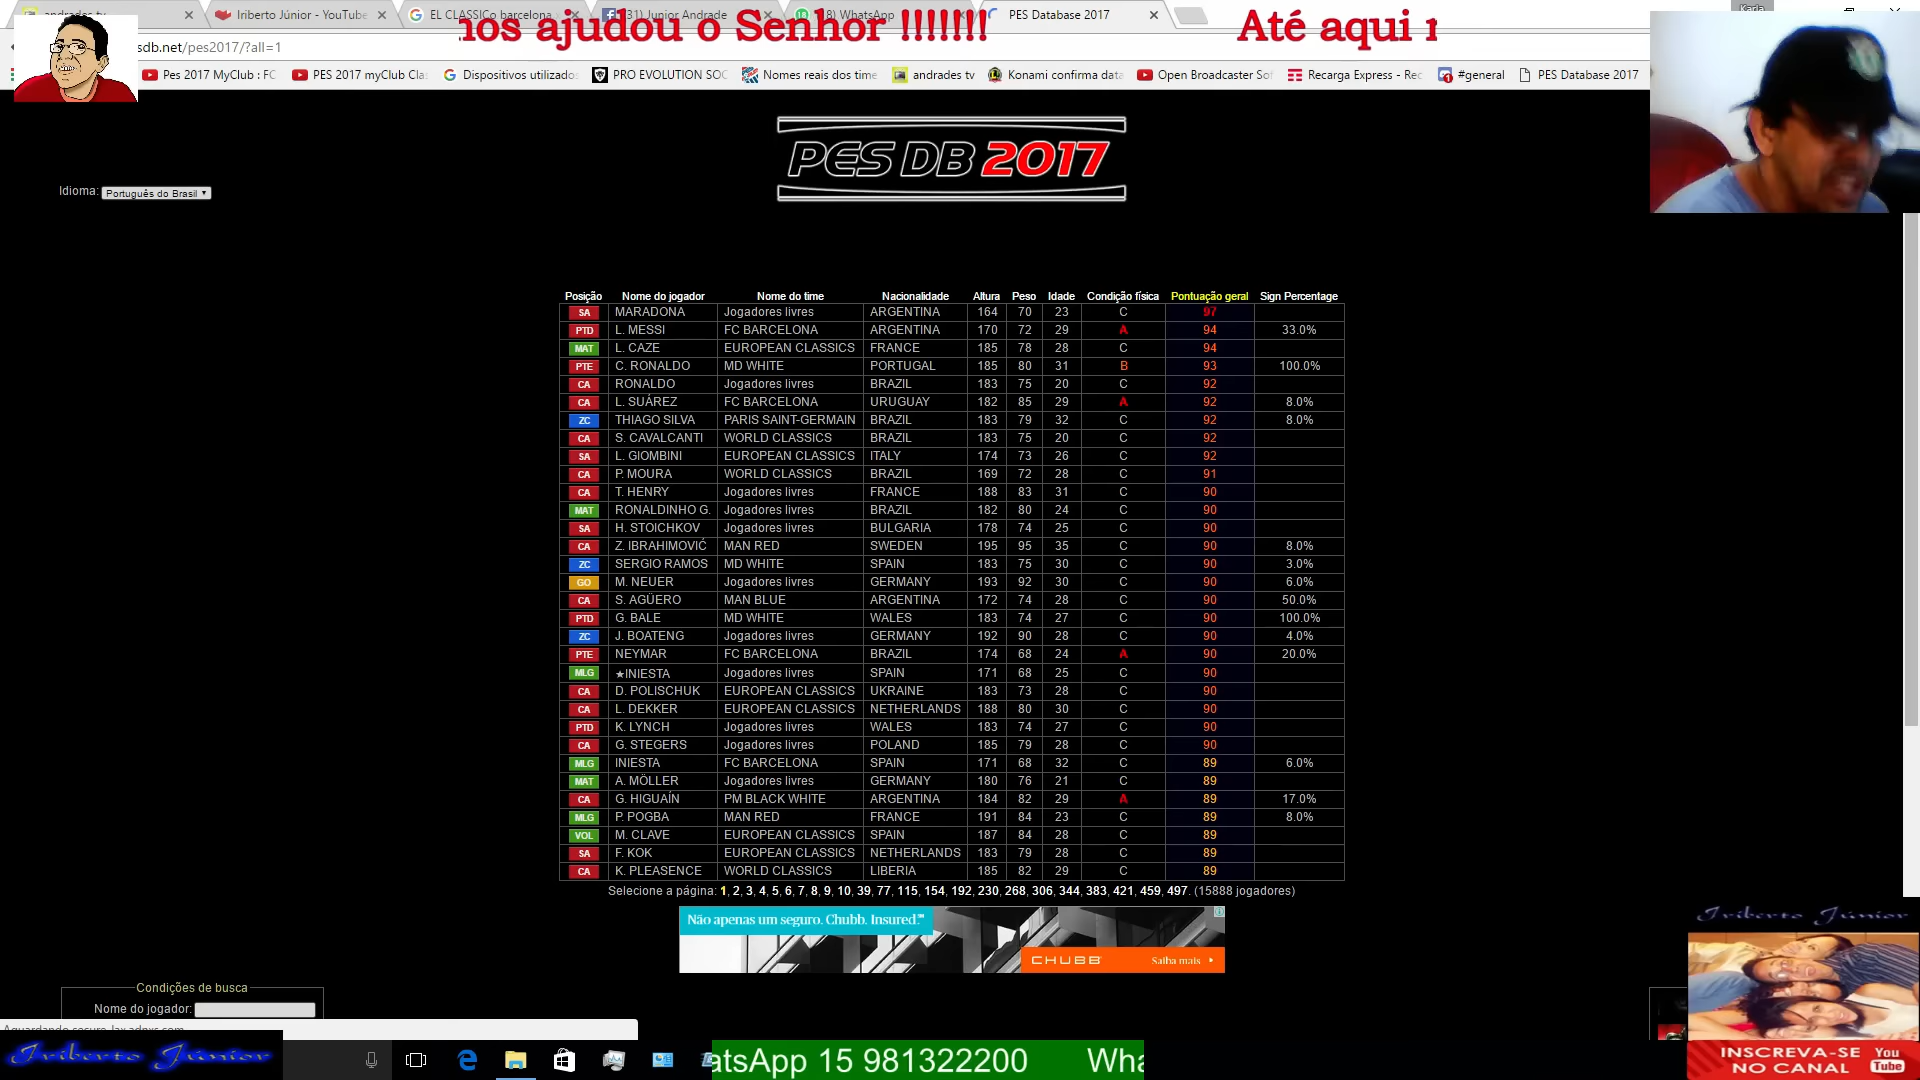 andrades tv
Iriberto Júnior - YouTube
EL CLASSICo barcelona
(31) Junior Andrade
(18) WhatsApp
PES Database 2017
Karla
nos ajudou o Senhor !!!!!!!
Até aqui
sdb.net/pes2017/?all=1
Pes 2017 MyClub : FC
PES 2017 myClub Cla
Dispositivos utilizado
PRO EVOLUTION SOC
Nomes reais dos time
andrades tv
Konami confirma data
Open Broadcaster Sof
Recarga Express - Rec
#general
PES Database 2017
PES DB 2017
Idioma: Português do Brasil
Posição Nome do jogador Nome do time Nacionalidade Altura Peso Idade Condição física Pontuação geral Sign Percentage
SA MARADONA Jogadores livres ARGENTINA 164 70 23 C 97
PTD L. MESSI FC BARCELONA ARGENTINA 170 72 29 A 94 33.0%
MAT L. CAZE EUROPEAN CLASSICS FRANCE 185 78 28 C 94
PTE C. RONALDO MD WHITE PORTUGAL 185 80 31 B 93 100.0%
CA RONALDO Jogadores livres BRAZIL 183 75 20 C 92
CA L. SUÁREZ FC BARCELONA URUGUAY 182 85 29 A 92 8.0%
ZC THIAGO SILVA PARIS SAINT-GERMAIN BRAZIL 183 79 32 C 92 8.0%
CA S. CAVALCANTI WORLD CLASSICS BRAZIL 183 75 20 C 92
SA L. GIOMBINI EUROPEAN CLASSICS ITALY 174 73 26 C 92
CA P. MOURA WORLD CLASSICS BRAZIL 169 72 28 C 91
CA T. HENRY Jogadores livres FRANCE 188 83 31 C 90
MAT RONALDINHO G. Jogadores livres BRAZIL 182 80 24 C 90
SA H. STOICHKOV Jogadores livres BULGARIA 178 74 25 C 90
CA Z. IBRAHIMOVIĆ MAN RED SWEDEN 195 95 35 C 90 8.0%
ZC SERGIO RAMOS MD WHITE SPAIN 183 75 30 C 90 3.0%
GO M. NEUER Jogadores livres GERMANY 193 92 30 C 90 6.0%
CA S. AGÜERO MAN BLUE ARGENTINA 172 74 28 C 90 50.0%
PTD G. BALE MD WHITE WALES 183 74 27 C 90 100.0%
ZC J. BOATENG Jogadores livres GERMANY 192 90 28 C 90 4.0%
PTE NEYMAR FC BARCELONA BRAZIL 174 68 24 A 90 20.0%
MLG ★INIESTA Jogadores livres SPAIN 171 68 25 C 90
CA D. POLISCHUK EUROPEAN CLASSICS UKRAINE 183 73 28 C 90
CA L. DEKKER EUROPEAN CLASSICS NETHERLANDS 188 80 30 C 90
PTD K. LYNCH Jogadores livres WALES 183 74 27 C 90
CA G. STEGERS Jogadores livres POLAND 185 79 28 C 90
MLG INIESTA FC BARCELONA SPAIN 171 68 32 C 89 6.0%
MAT A. MÖLLER Jogadores livres GERMANY 180 76 21 C 89
CA G. HIGUAÍN PM BLACK WHITE ARGENTINA 184 82 29 A 89 17.0%
MLG P. POGBA MAN RED FRANCE 191 84 23 C 89 8.0%
VOL M. CLAVE EUROPEAN CLASSICS SPAIN 187 84 28 C 89
SA F. KOK EUROPEAN CLASSICS NETHERLANDS 183 79 28 C 89
CA K. PLEASENCE WORLD CLASSICS LIBERIA 185 82 29 C 89
Selecione a página: 1, 2, 3, 4, 5, 6, 7, 8, 9, 10, 39, 77, 115, 154, 192, 230, 268, 306, 344, 383, 421, 459, 497. (15888 jogadores)
Não apenas um seguro. Chubb. Insured.℠
CHUBB Saiba mais
Condições de busca
Nome do jogador:
Iriberto Júnior
Iriberto Júnior
atsApp 15 981322200
Wha
INSCREVA-SE
NO CANAL
You
Tube